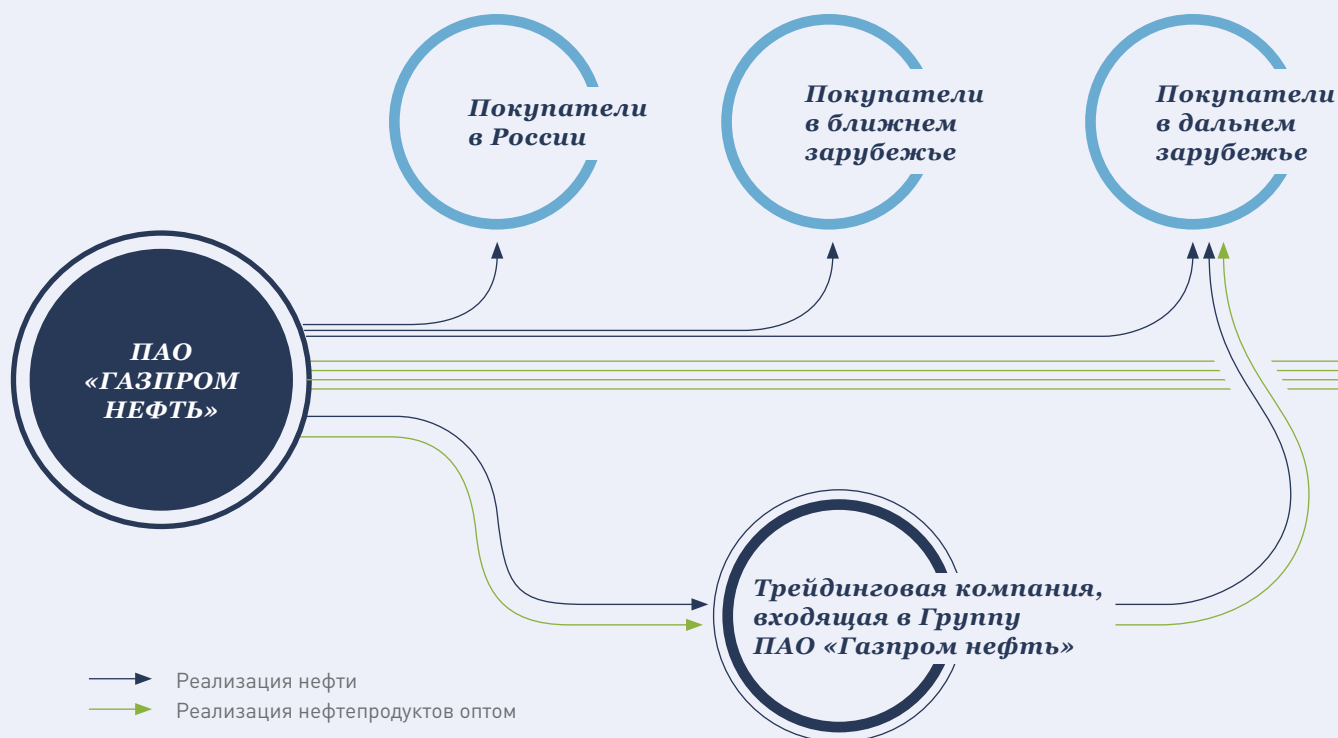 Покупатели
в России
Покупатели
в ближнем
зарубежье
Покупатели
в дальнем
зарубежье
ПАО
«ГАЗПРОМ
НЕФТЬ»
Трейдинговая компания,
входящая в Группу
ПАО «Газпром нефть»
Реализация нефти
Реализация нефтепродуктов оптом